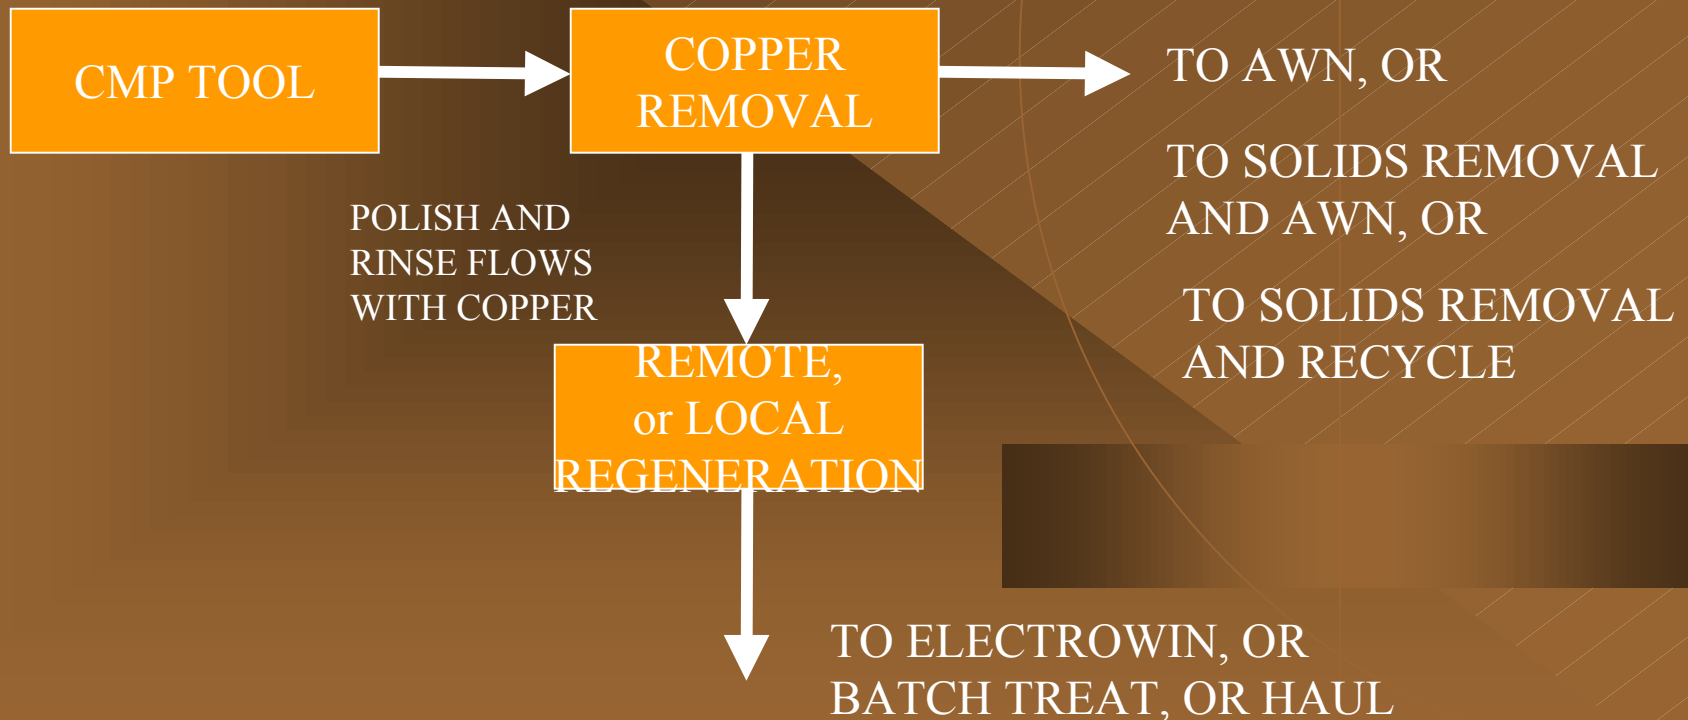 CMP TOOL
COPPER
REMOVAL
TO AWN, OR
TO SOLIDS REMOVAL
AND AWN, OR
TO SOLIDS REMOVAL
AND RECYCLE
POLISH AND
RINSE FLOWS
WITH COPPER
REMOTE,
or LOCAL
REGENERATION
TO ELECTROWIN, OR
BATCH TREAT, OR HAUL